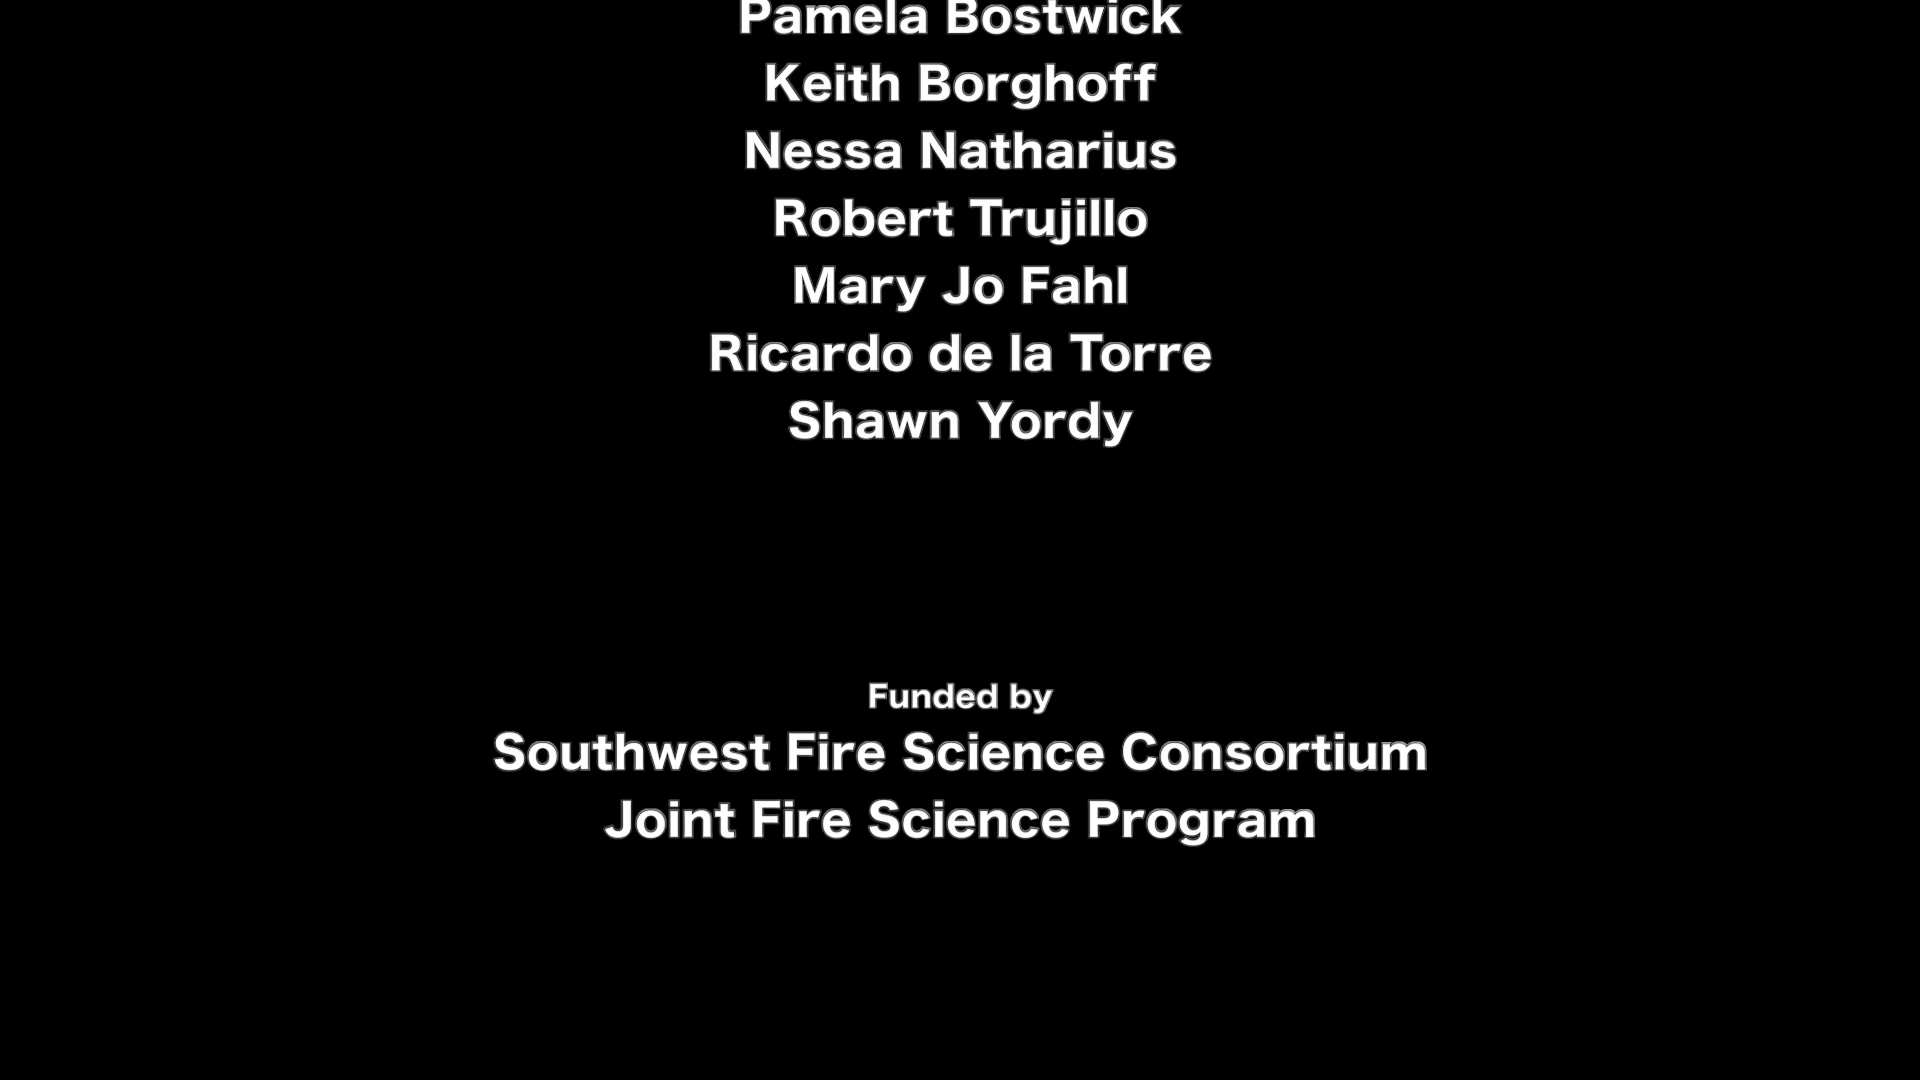 Pamela Bostwick
Keith Borghoff
Nessa Natharius
Robert Trujillo
Mary Jo Fahl
Ricardo de la Torre
Shawn Yordy
Funded by
Southwest Fire Science Consortium
Joint Fire Science Program